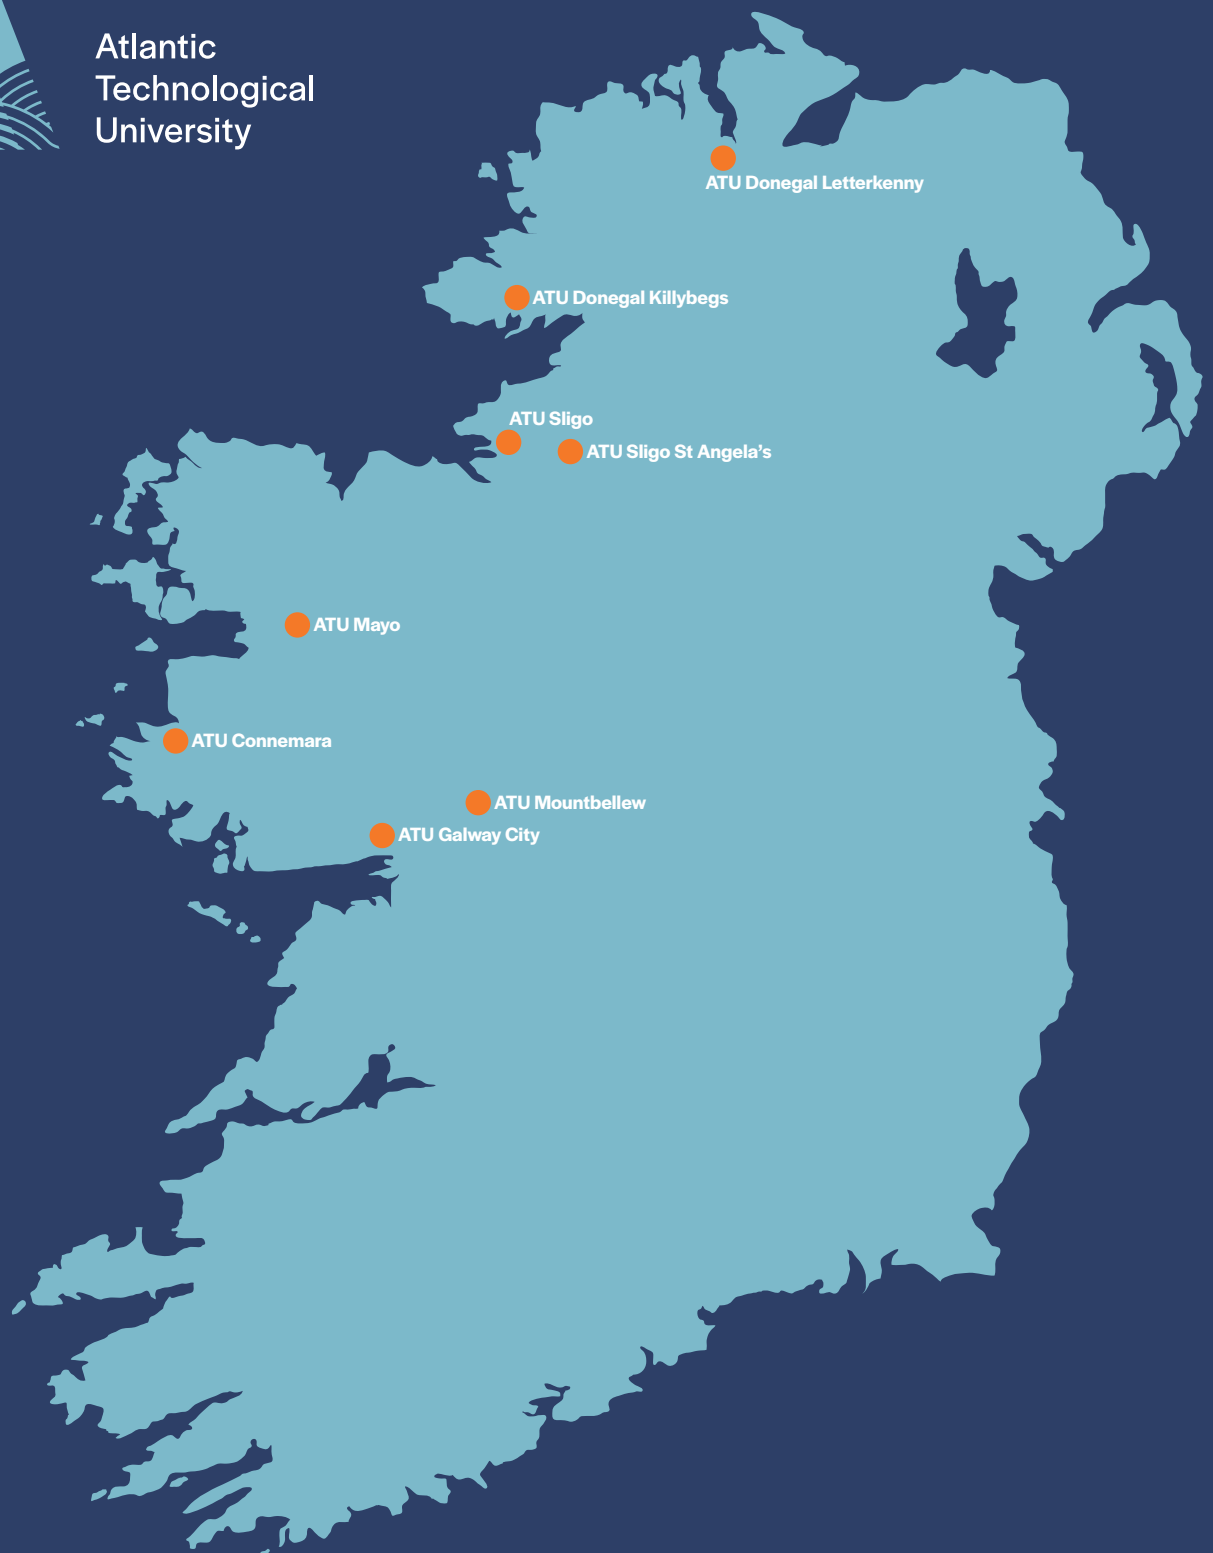 Atlantic
Technological
University
ATU Donegal Letterkenny
ATU Donegal Killybegs
ATU Sligo
ATU Sligo St Angela’s
ATU Mayo
ATU Connemara
ATU Mountbellew
ATU Galway City